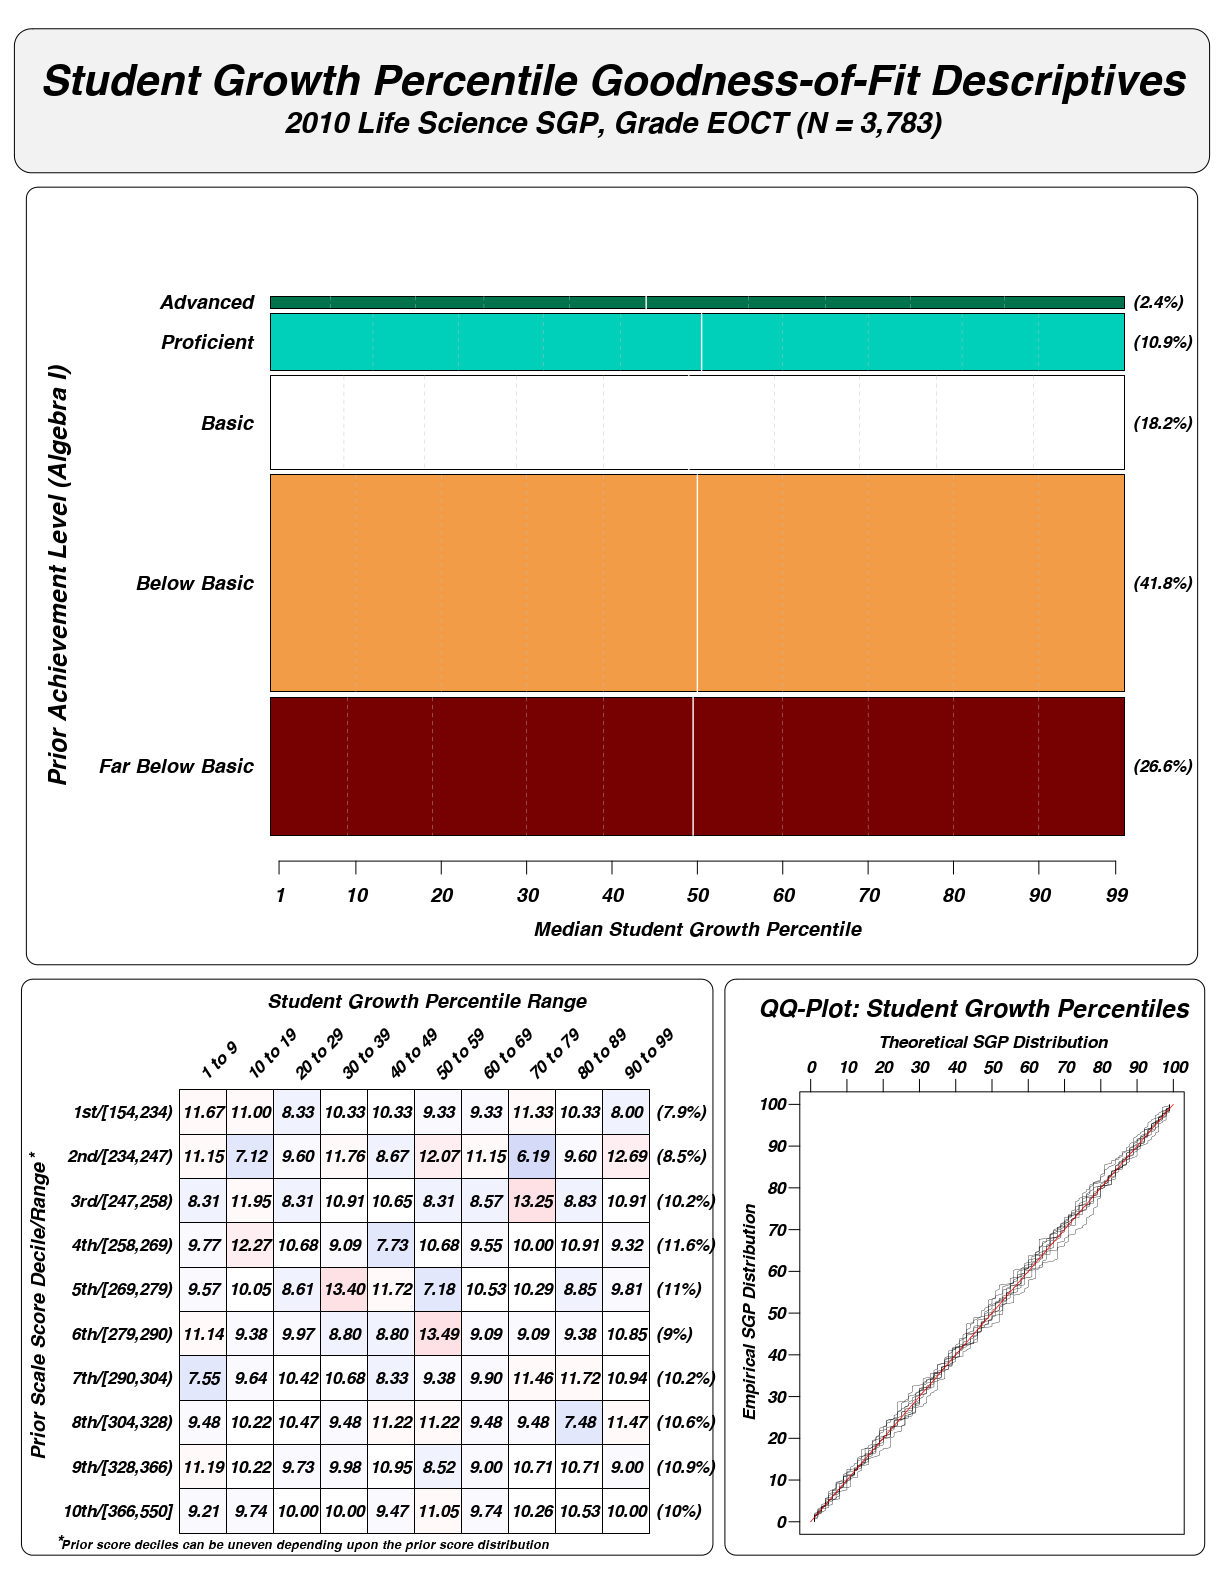 Student Growth Percentile Goodness-of-Fit Descriptives
2010 Life Science SGP, Grade EOCT (N = 3,783)
Prior Achievement Level (Algebra I)
Advanced (2.4%)
Proficient (10.9%)
Basic (18.2%)
Below Basic (41.8%)
Far Below Basic (26.6%)
1 10 20 30 40 50 60 70 80 90 99
Median Student Growth Percentile
Student Growth Percentile Range
1 to 9 10 to 19 20 to 29 30 to 39 40 to 49 50 to 59 60 to 69 70 to 79 80 to 89 90 to 99
Prior Scale Score Decile/Range*
1st/[154,234) 11.67 11.00 8.33 10.33 10.33 9.33 9.33 11.33 10.33 8.00 (7.9%)
2nd/[234,247) 11.15 7.12 9.60 11.76 8.67 12.07 11.15 6.19 9.60 12.69 (8.5%)
3rd/[247,258) 8.31 11.95 8.31 10.91 10.65 8.31 8.57 13.25 8.83 10.91 (10.2%)
4th/[258,269) 9.77 12.27 10.68 9.09 7.73 10.68 9.55 10.00 10.91 9.32 (11.6%)
5th/[269,279) 9.57 10.05 8.61 13.40 11.72 7.18 10.53 10.29 8.85 9.81 (11%)
6th/[279,290) 11.14 9.38 9.97 8.80 8.80 13.49 9.09 9.09 9.38 10.85 (9%)
7th/[290,304) 7.55 9.64 10.42 10.68 8.33 9.38 9.90 11.46 11.72 10.94 (10.2%)
8th/[304,328) 9.48 10.22 10.47 9.48 11.22 11.22 9.48 9.48 7.48 11.47 (10.6%)
9th/[328,366) 11.19 10.22 9.73 9.98 10.95 8.52 9.00 10.71 10.71 9.00 (10.9%)
10th/[366,550] 9.21 9.74 10.00 10.00 9.47 11.05 9.74 10.26 10.53 10.00 (10%)
*Prior score deciles can be uneven depending upon the prior score distribution
QQ-Plot: Student Growth Percentiles
Theoretical SGP Distribution
0 10 20 30 40 50 60 70 80 90 100
Empirical SGP Distribution
100
90
80
70
60
50
40
30
20
10
0